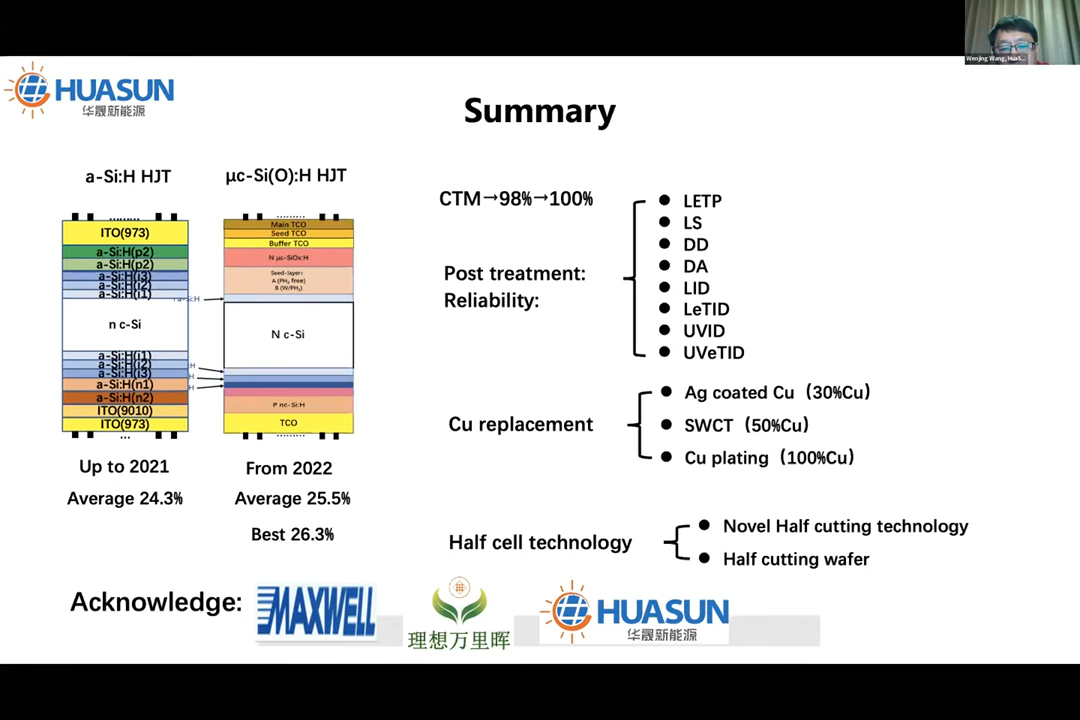 Wenjing Wang, HuaS...
HUASUN
华晟新能源
Summary
a-Si:H HJT
μc-Si(O):H HJT
ITO(973)
a-Si:H(p2)
a-Si:H(p2)
a-Si:H(i3)
a-Si:H(i2)
a-Si:H(i1)
n c-Si
a-Si:H(i1)
a-Si:H(i2)
a-Si:H(i3)
a-Si:H(n1)
a-Si:H(n2)
ITO(9010)
ITO(973)
Up to 2021
Average 24.3%
Main TCO
Seed TCO
Buffer TCO
N μc-SiOx:H
Seed-layer:
A (PH₃ free)
B (W/PH₃)
N c-Si
P nc-Si:H
TCO
From 2022
Average 25.5%
Best 26.3%
CTM→98%→100%
Post treatment:
Reliability:
● LETP
● LS
● DD
● DA
● LID
● LeTID
● UVID
● UVeTID
Cu replacement
● Ag coated Cu（30%Cu）
● SWCT（50%Cu）
● Cu plating（100%Cu）
Half cell technology
● Novel Half cutting technology
● Half cutting wafer
Acknowledge:
MAXWELL
理想万里晖
HUASUN
华晟新能源